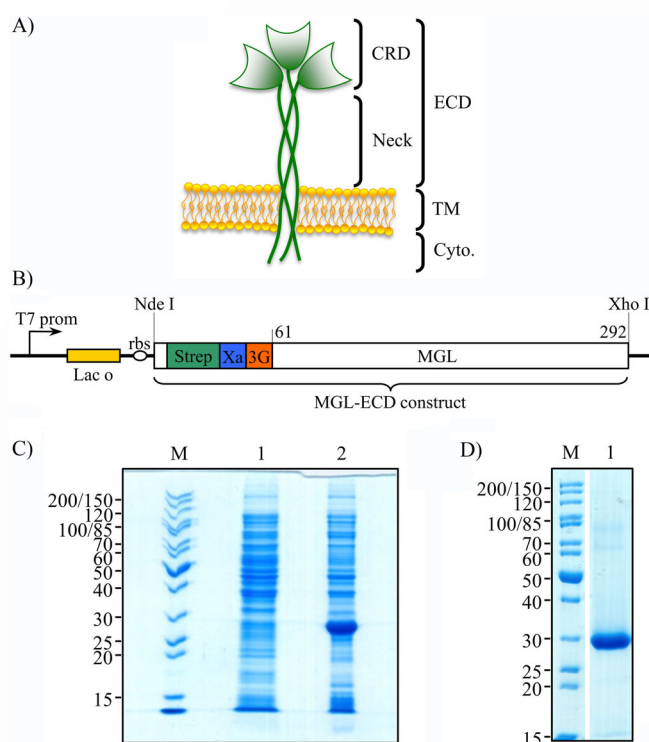 A)
CRD
ECD
Neck
TM
Cyto.
B)
Nde I
Xho I
T7 prom
rbs
61
292
Strep
Xa
3G
MGL
Lac o
MGL-ECD construct
C)
M 1 2
200/150
120
100/85
70
60
50
40
30
25
20
15
D)
M 1
200/150
120
100/85
70
60
50
40
30
25
20
15